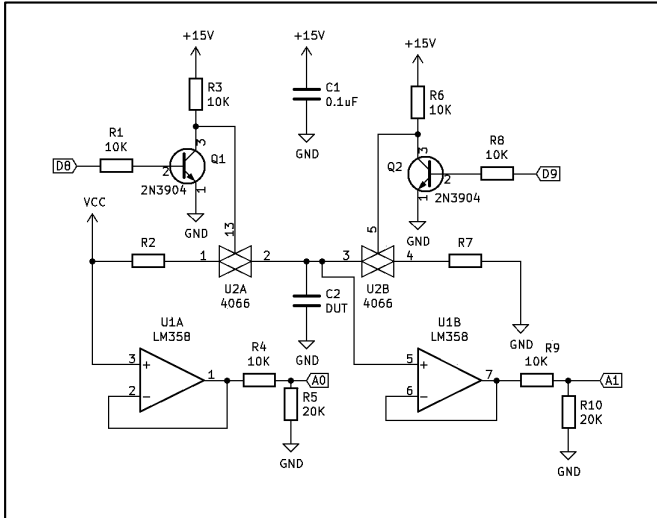 +15V
+15V
+15V
R3
10K
C1
0.1uF
R6
10K
R1
10K
3
Q1
GND
Q2
3
R8
10K
D8
2
2
D9
2N3904
1
1
2N3904
VCC
GND
13
5
GND
R2
1
2
3
4
R7
U2A
4066
C2
DUT
U2B
4066
GND
GND
U1A
LM358
U1B
LM358
3
+
1
R4
10K
A0
5
+
7
R9
10K
A1
2
-
R5
20K
6
-
R10
20K
GND
GND